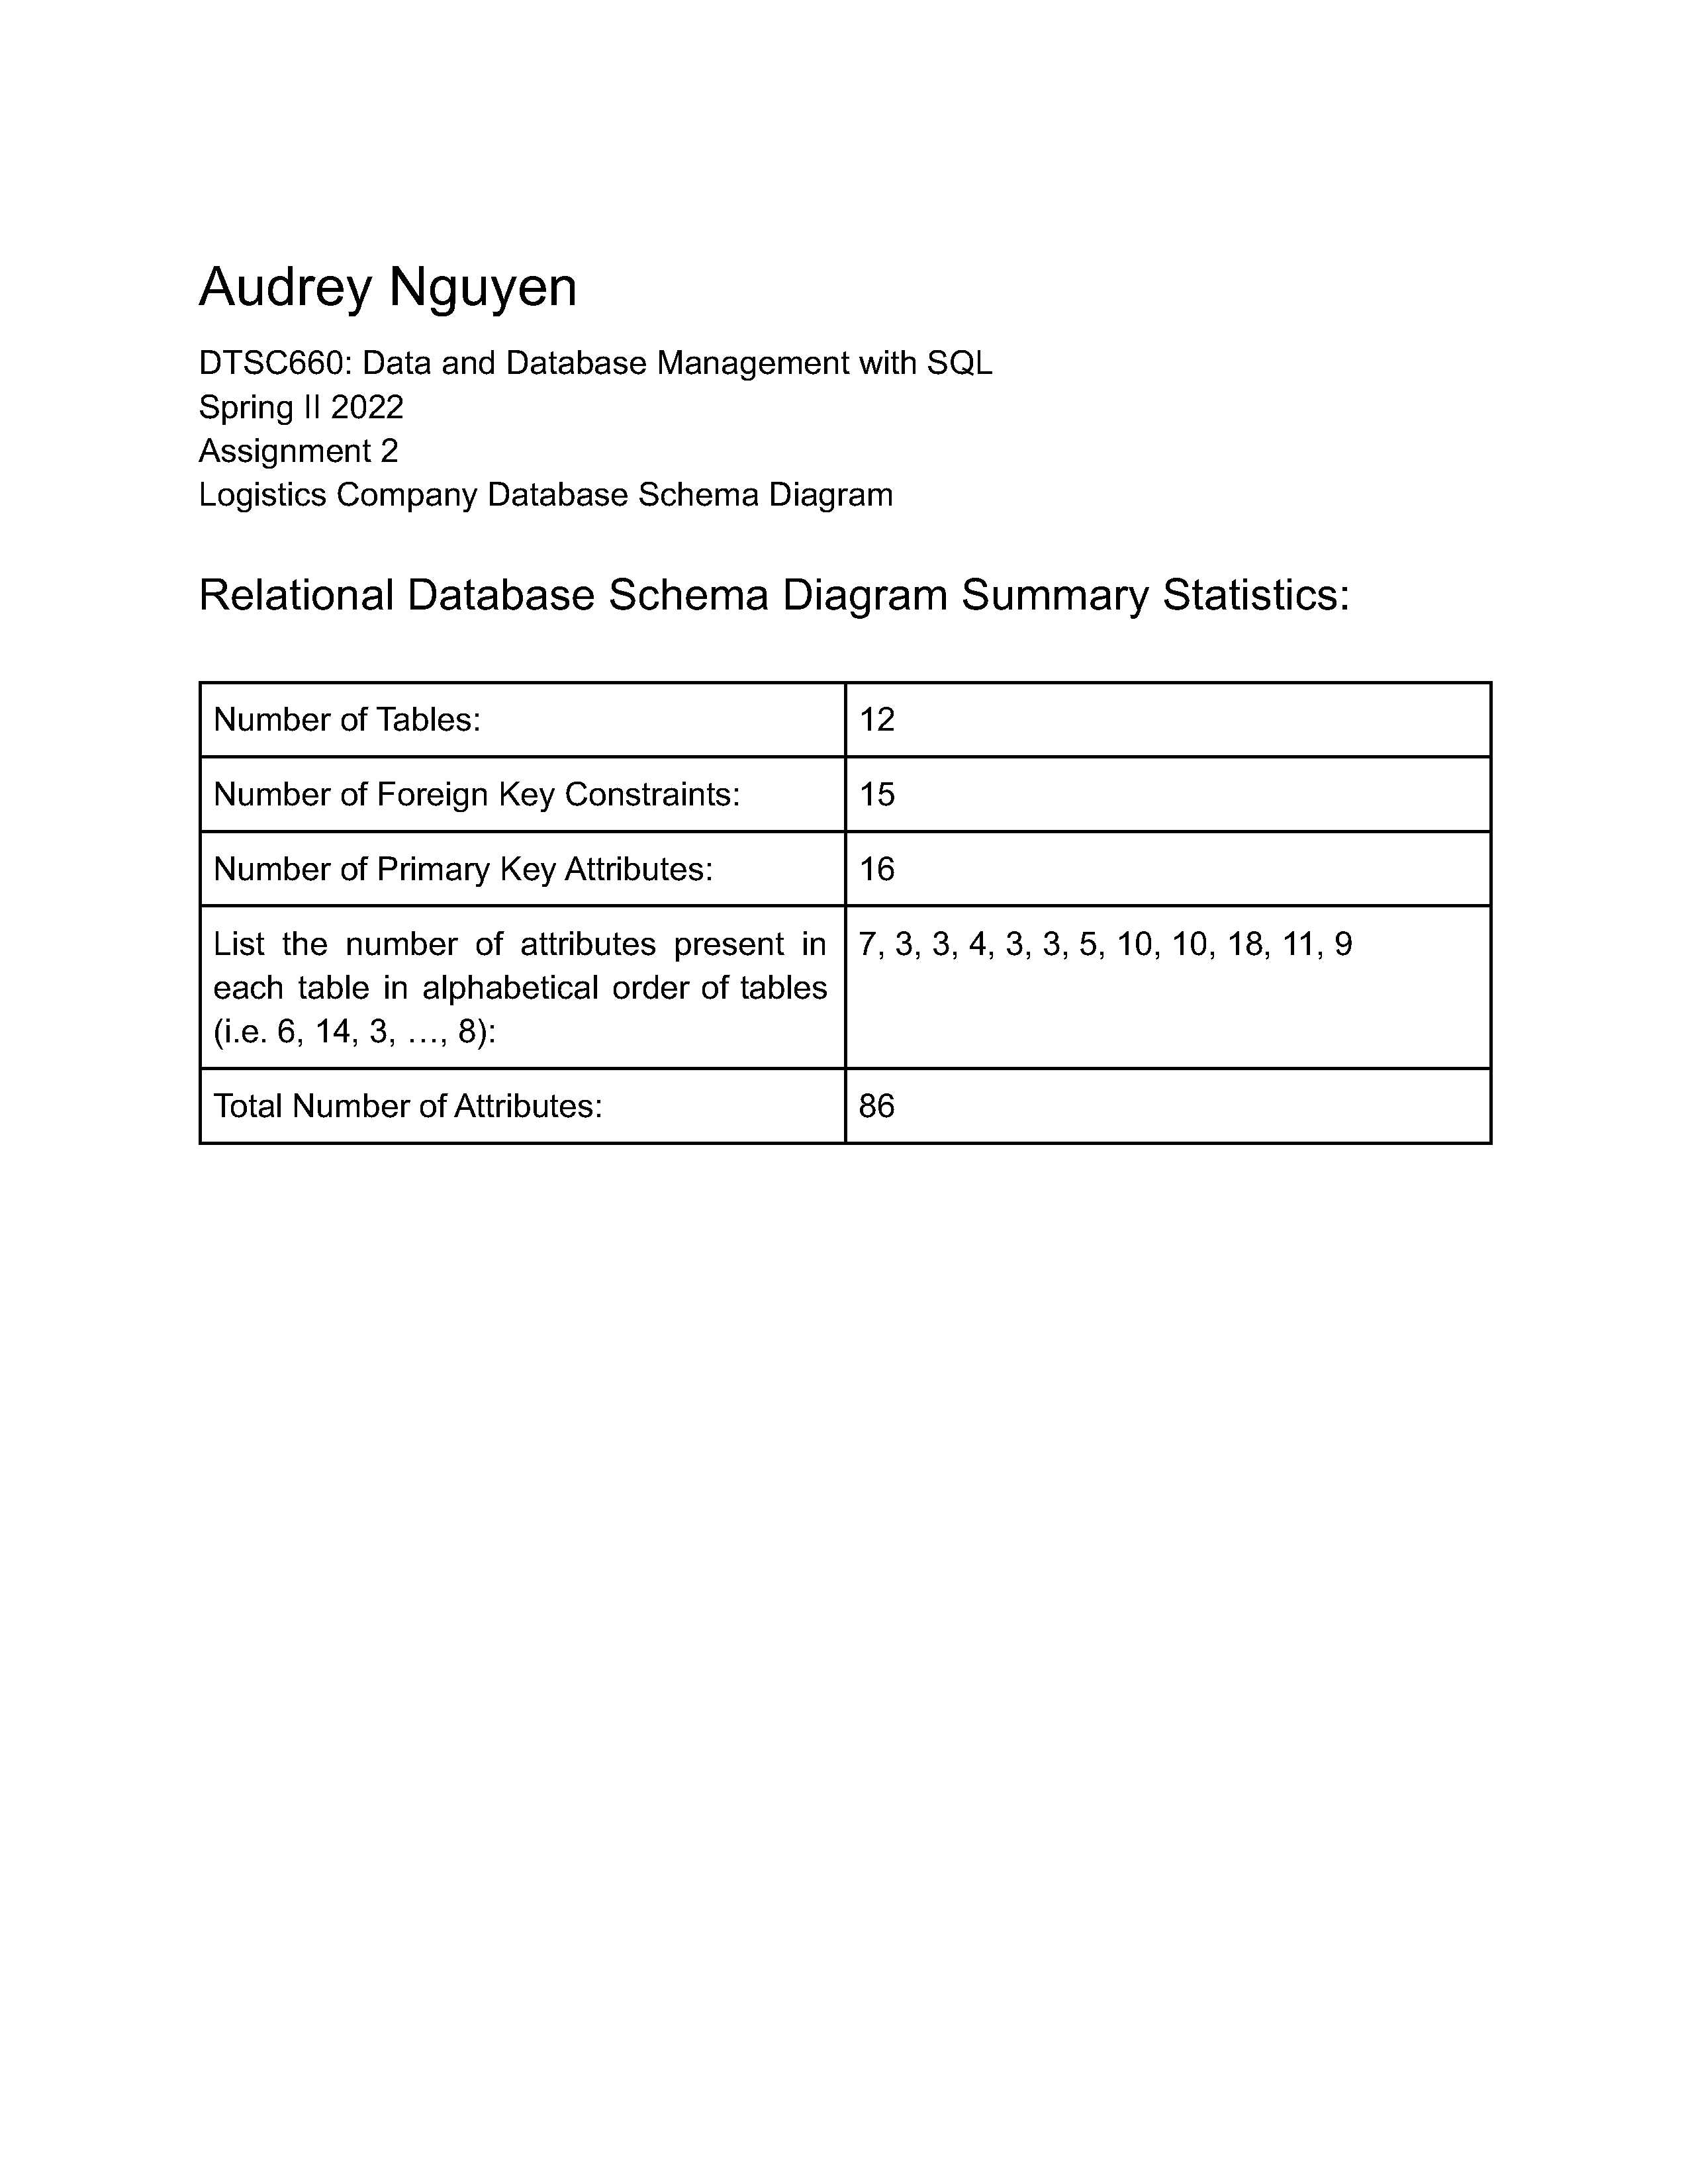 Audrey Nguyen
DTSC660: Data and Database Management with SQL
Spring II 2022
Assignment 2
Logistics Company Database Schema Diagram
Relational Database Schema Diagram Summary Statistics:
Number of Tables: 12
Number of Foreign Key Constraints: 15
Number of Primary Key Attributes: 16
List the number of attributes present in 7, 3, 3, 4, 3, 3, 5, 10, 10, 18, 11, 9
each table in alphabetical order of tables
(i.e. 6, 14, 3, …, 8):
Total Number of Attributes: 86